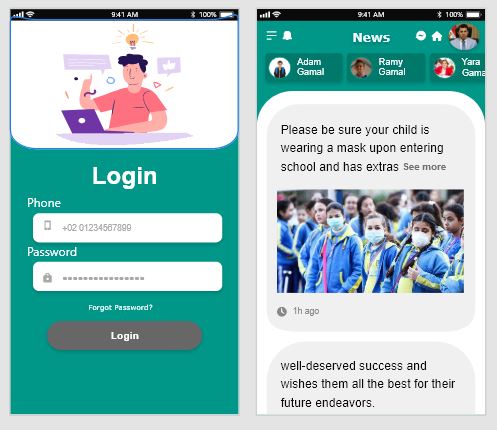 9:41 AM
100%
Login
Phone
+02 01234567899
Password
Forgot Password?
Login
9:41 AM
100%
News
Adam
Gamal
Ramy
Gamal
Yara
Gama
Please be sure your child is
wearing a mask upon entering
school and has extras See more
1h ago
well-deserved success and
wishes them all the best for their
future endeavors.